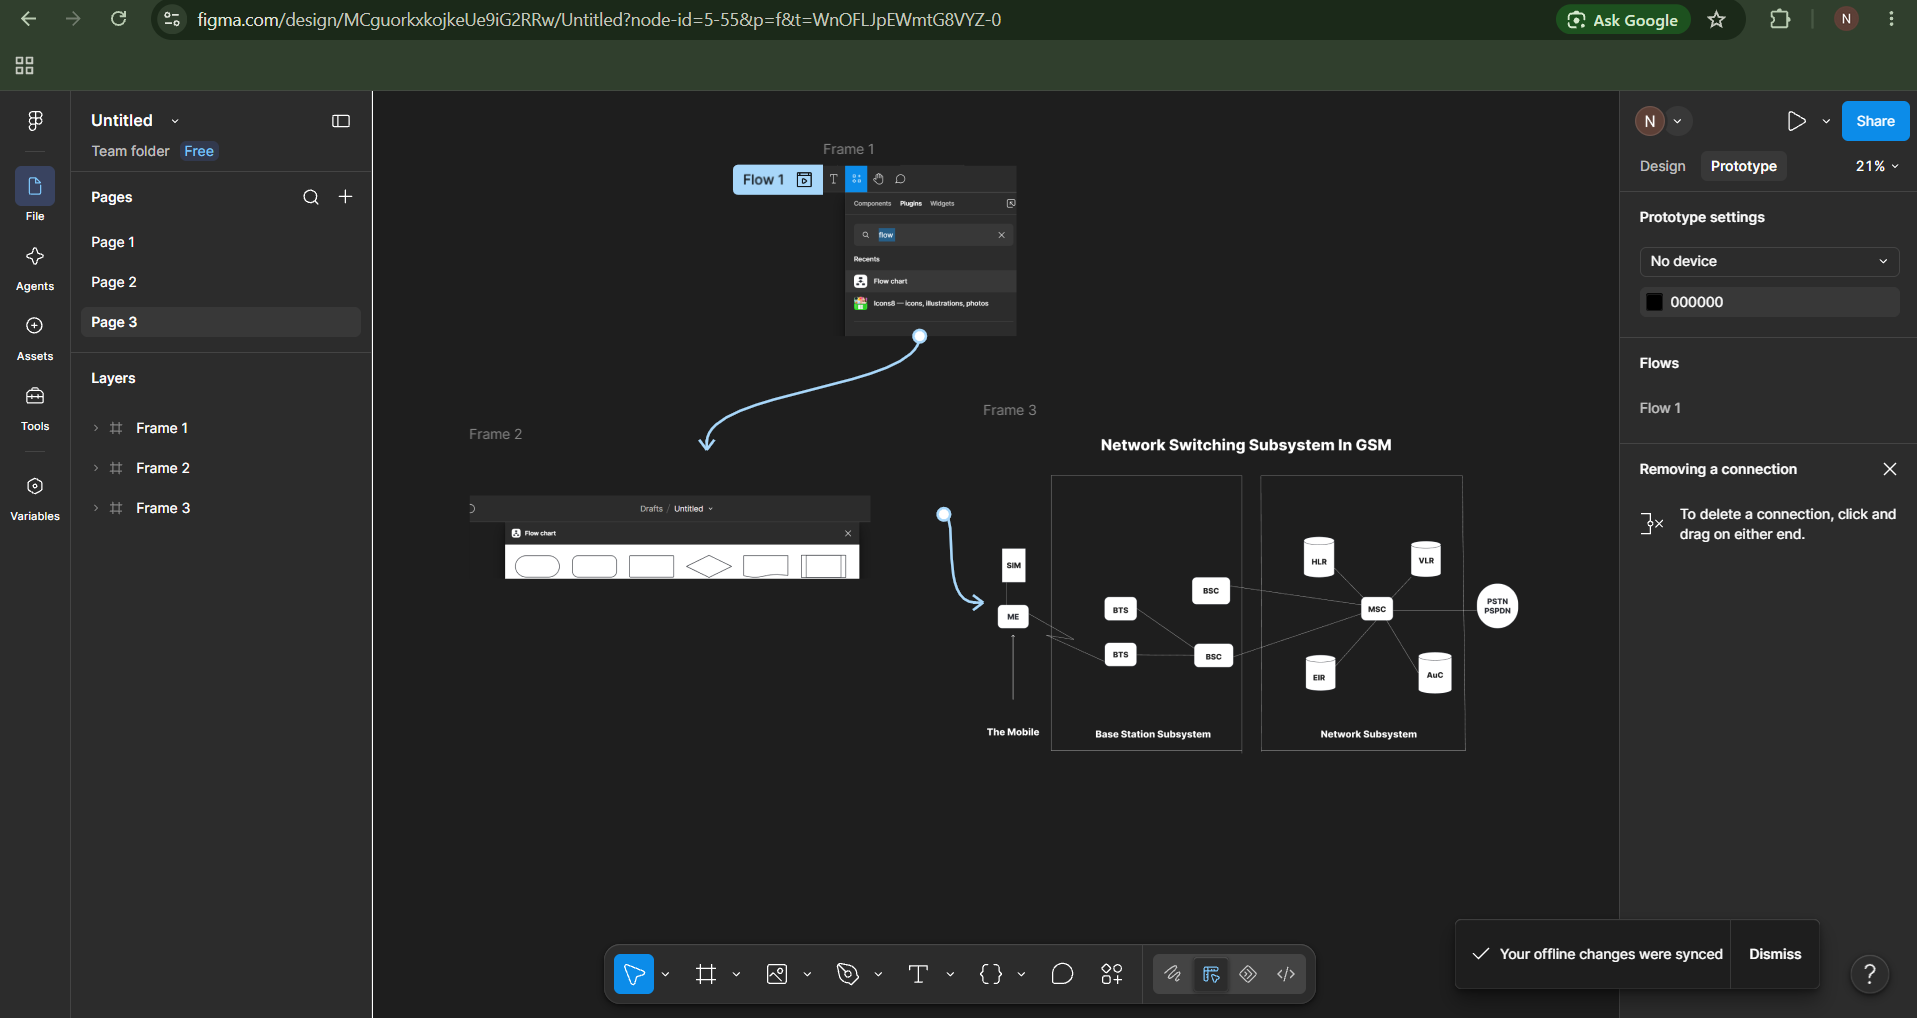 figma.com/design/MCguorkxkojkeUe9iG2RRw/Untitled?node-id=5-55&p=f&t=WnOFLJpEWmtG8VYZ-0
Ask Google
N
Untitled
Team folder Free
File
Agents
Assets
Tools
Variables
Pages
Page 1
Page 2
Page 3
Layers
Frame 1
Frame 2
Frame 3
Frame 1
Flow 1
T
Components Plugins Widgets
flow
Recents
Flow chart
Icons8 — icons, illustrations, photos
Frame 2
Drafts / Untitled
Flow chart
Frame 3
Network Switching Subsystem In GSM
SIM
ME
The Mobile
BTS
BTS
BSC
BSC
Base Station Subsystem
HLR
VLR
MSC
EIR
AuC
Network Subsystem
PSTN
PSPDN
N
Share
Design Prototype 21%
Prototype settings
No device
000000
Flows
Flow 1
Removing a connection
To delete a connection, click and
drag on either end.
Your offline changes were synced Dismiss
?